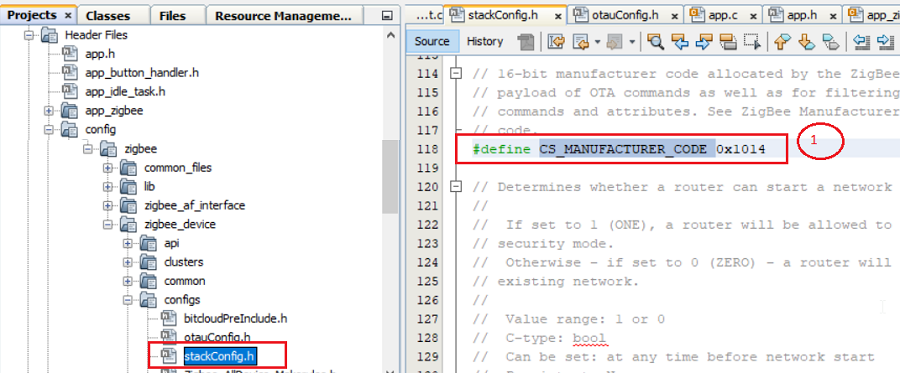 Projects
Classes
Files
Resource Manageme...
Header Files
app.h
app_button_handler.h
app_idle_task.h
app_zigbee
config
zigbee
common_files
lib
zigbee_af_interface
zigbee_device
api
clusters
common
configs
bitcloudPreInclude.h
otauConfig.h
stackConfig.h
...t.c
stackConfig.h
otauConfig.h
app.c
app.h
app_zi
Source
History
114 // 16-bit manufacturer code allocated by the ZigBee
115 // payload of OTA commands as well as for filtering
116 // commands and attributes. See ZigBee Manufacturer
117 // code.
118 #define CS_MANUFACTURER_CODE 0x1014
1
120 // Determines whether a router can start a network
121 //
122 // If set to 1 (ONE), a router will be allowed to
123 // security mode.
124 // Otherwise - if set to 0 (ZERO) - a router will
125 // existing network.
126 //
127 // Value range: 1 or 0
128 // C-type: bool
129 // Can be set: at any time before network start